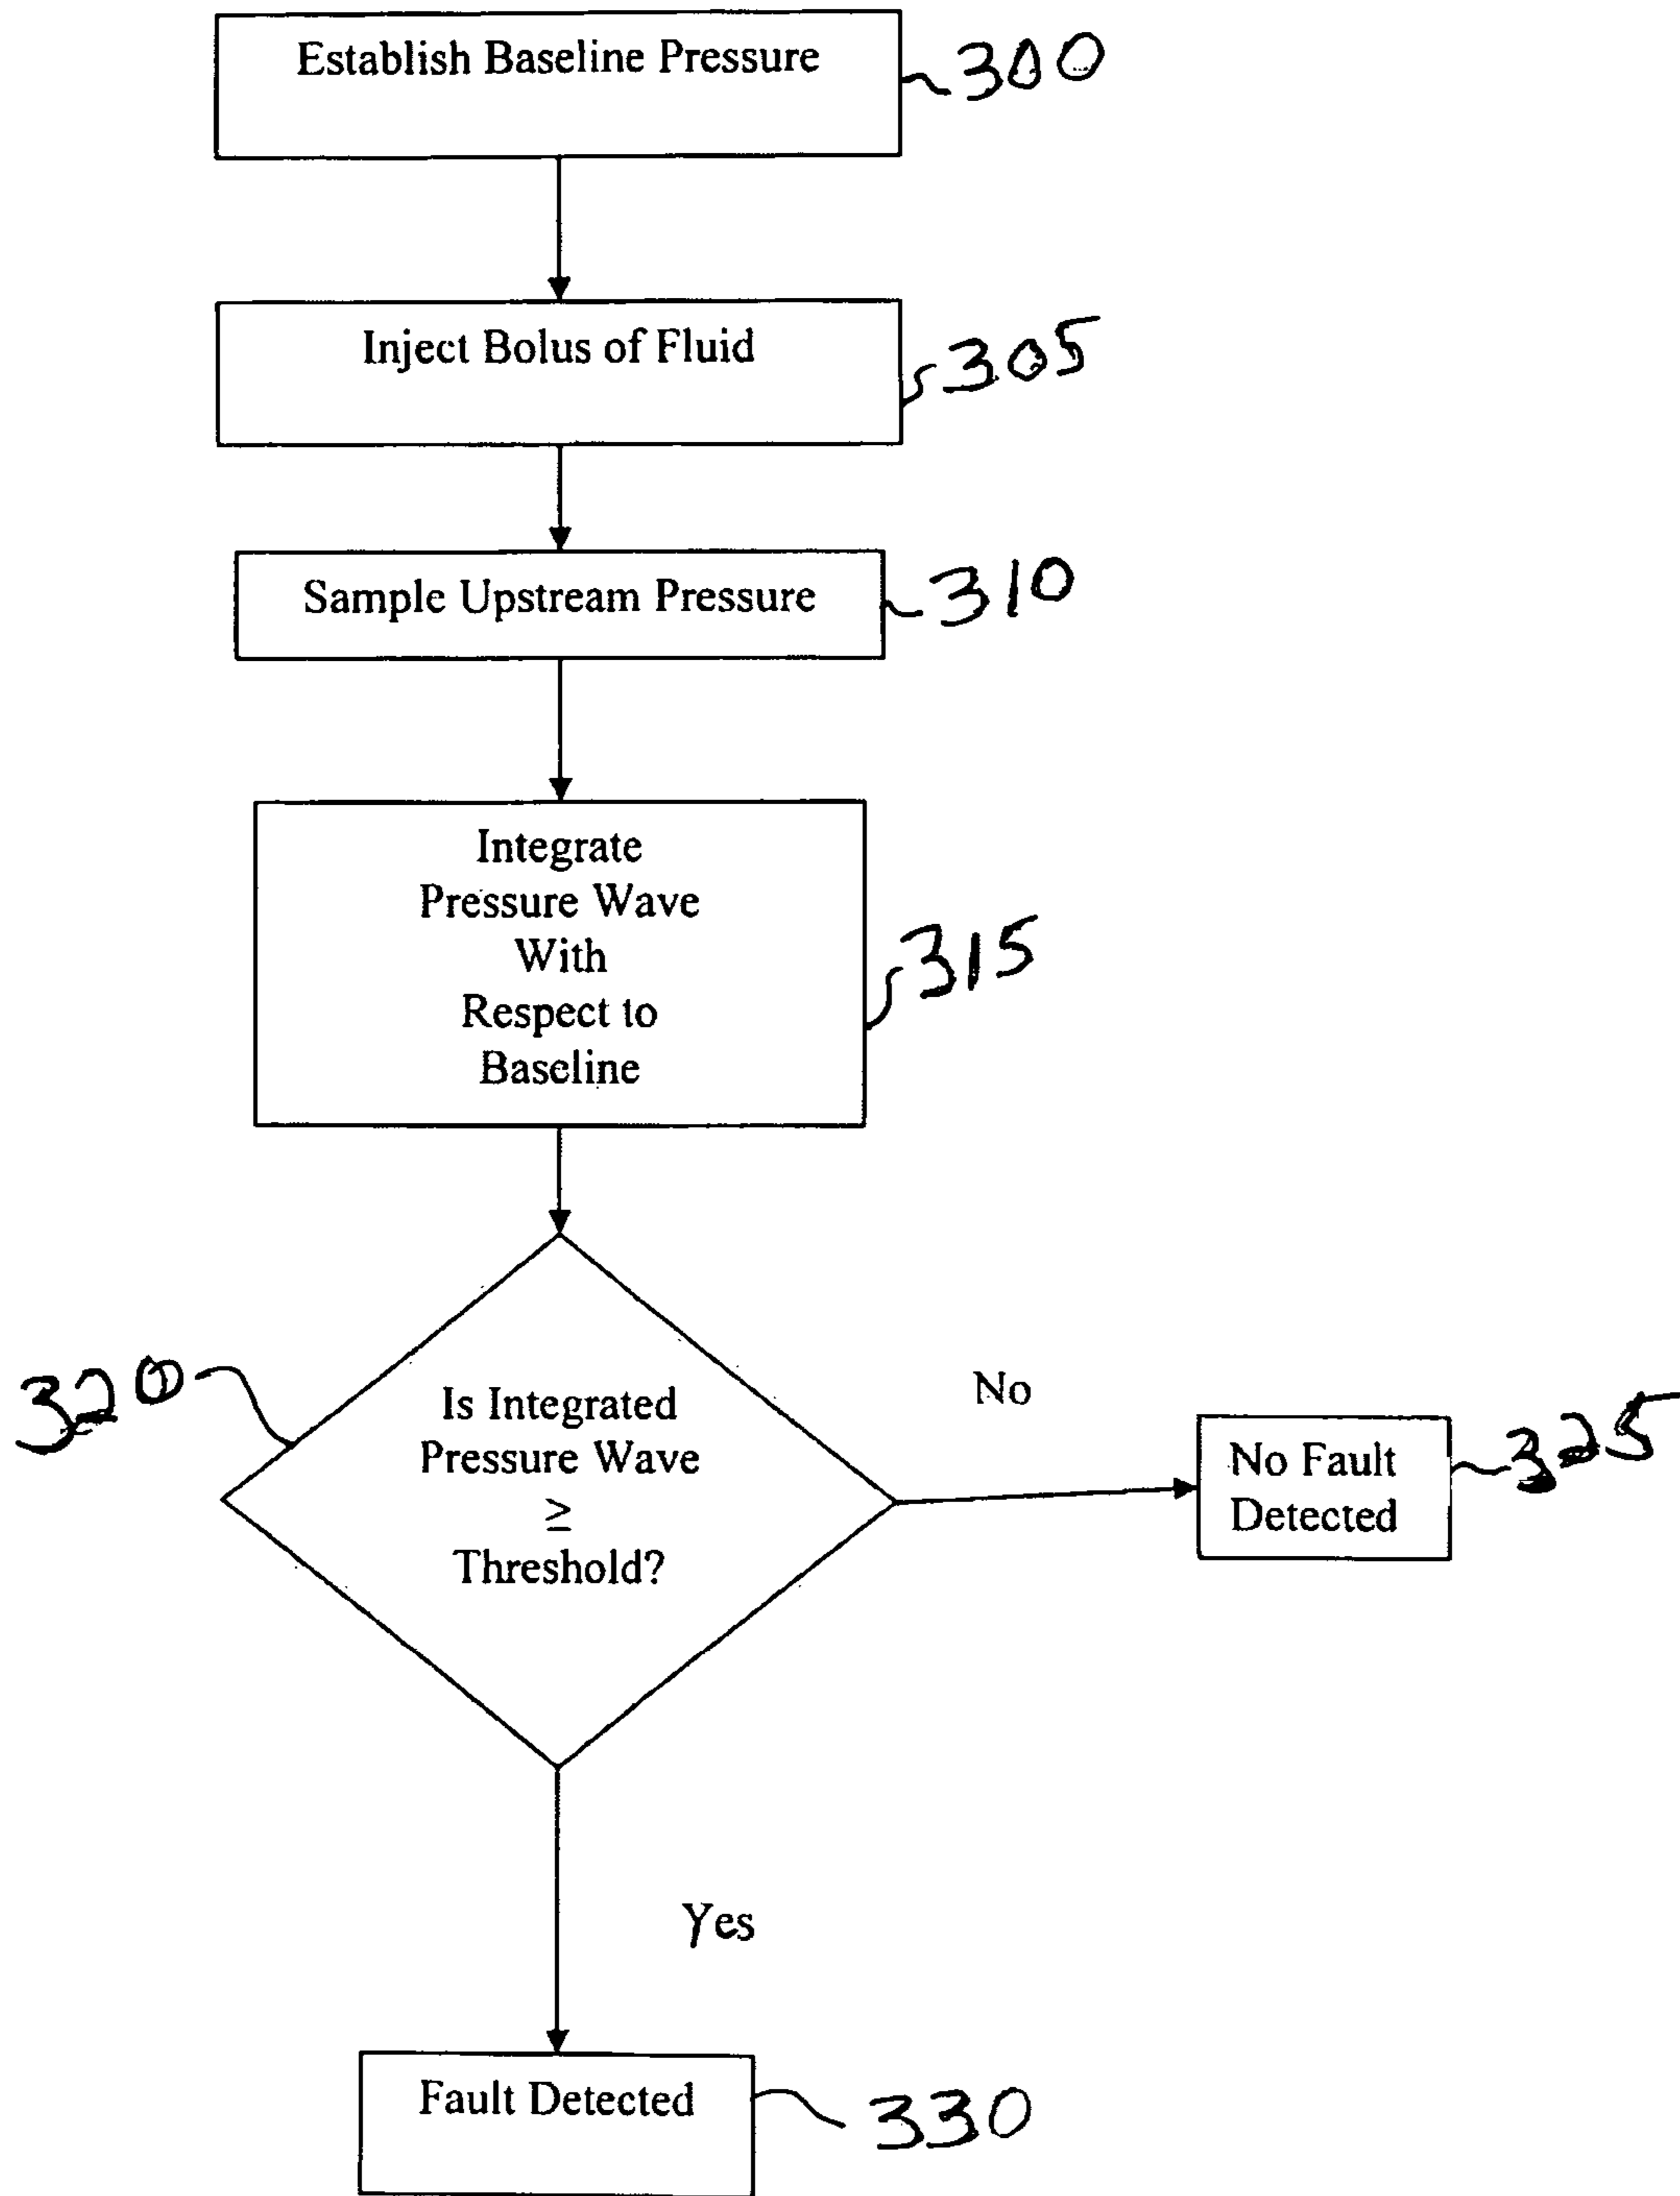 Establish Baseline Pressure
300
Inject Bolus of Fluid
305
Sample Upstream Pressure
310
Integrate
Pressure Wave
With
Respect to
Baseline
315
320
Is Integrated
Pressure Wave
≥
Threshold?
No
No Fault
Detected
325
Yes
Fault Detected
330